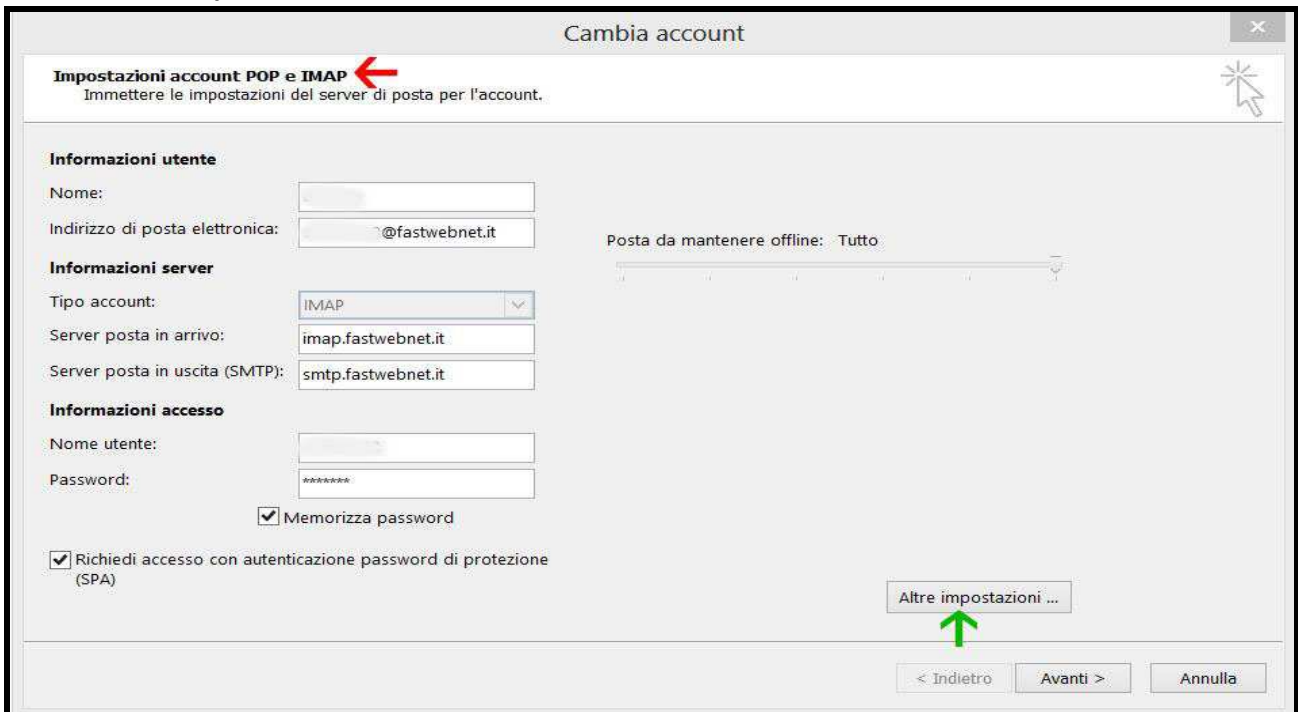 Cambia account
Impostazioni account POP e IMAP
Immettere le impostazioni del server di posta per l'account.
Informazioni utente
Nome:
Indirizzo di posta elettronica: @fastwebnet.it
Posta da mantenere offline: Tutto
Informazioni server
Tipo account: IMAP
Server posta in arrivo: imap.fastwebnet.it
Server posta in uscita (SMTP): smtp.fastwebnet.it
Informazioni accesso
Nome utente:
Password: *******
Memorizza password
Richiedi accesso con autenticazione password di protezione
(SPA)
Altre impostazioni ...
< Indietro Avanti > Annulla